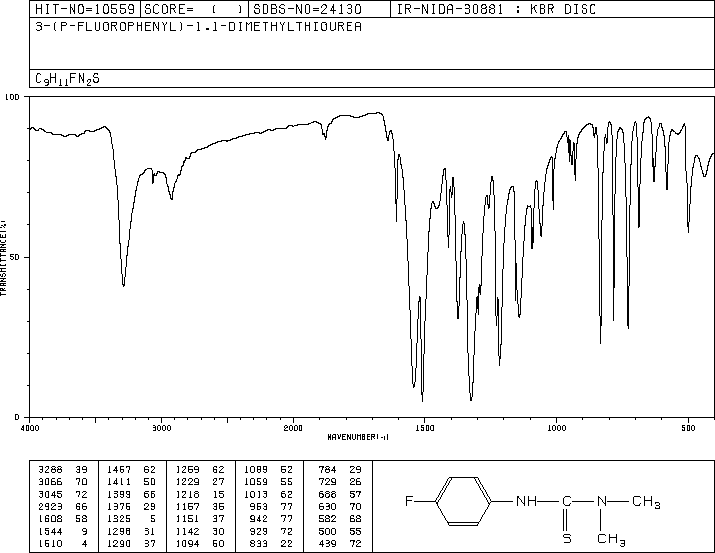 HIT-NO=10559 SCORE= ( ) SDBS-NO=24130 IR-NIDA-30881 : KBR DISC
3-(P-FLUOROPHENYL)-1,1-DIMETHYLTHIOUREA
C9H11FN2S
100
50
0
TRANSMITTANCE(%)
4000 3000 2000 1500 1000 500
WAVENUMBER(-1)
3288 39 1467 62 1259 62 1089 52 784 29
3066 70 1411 50 1229 27 1059 55 729 26
3045 72 1399 66 1218 15 1013 62 688 57
2923 66 1376 29 1157 35 953 77 630 70
1608 58 1325 5 1151 37 942 77 582 68
1544 9 1298 31 1142 30 929 72 500 55
1510 4 1290 37 1094 60 833 22 439 72
F NH C N CH3
S CH3